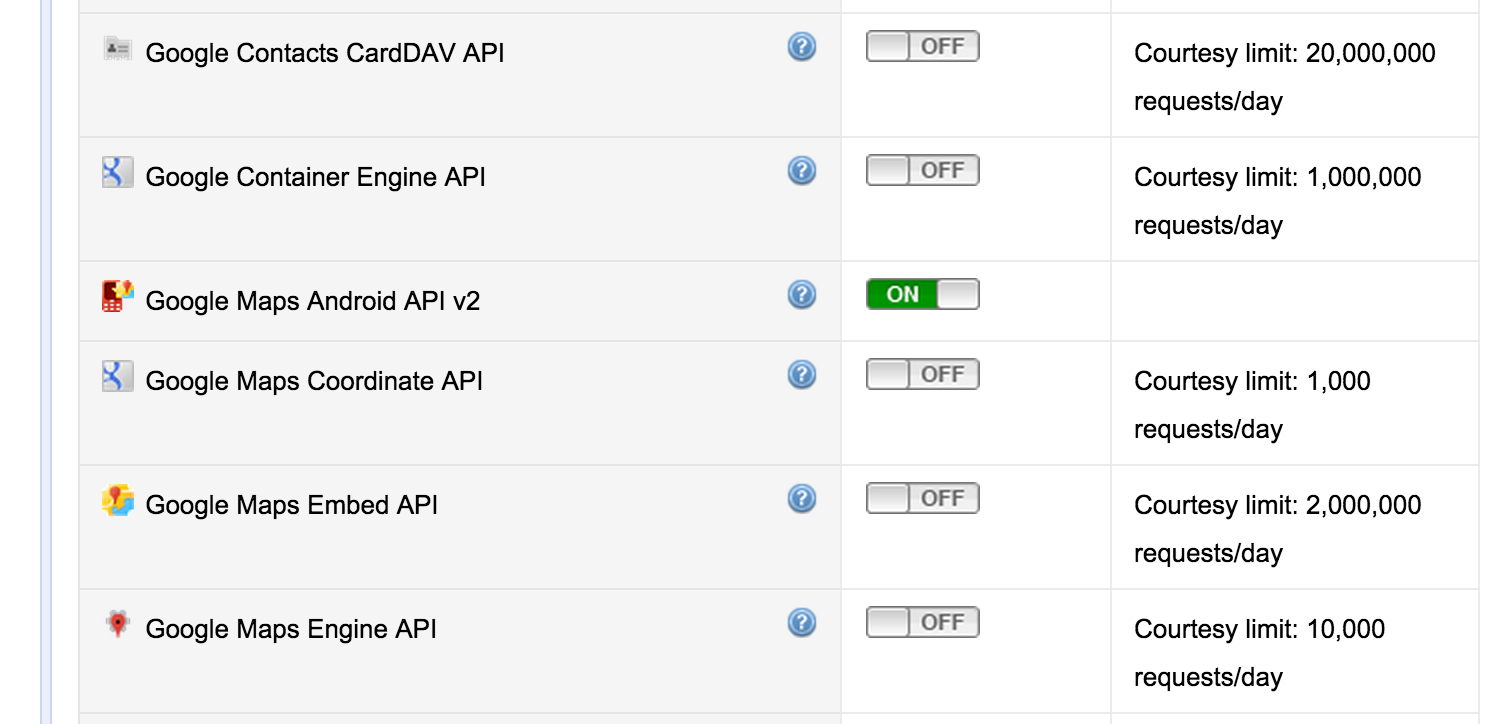 Google Contacts CardDAV API ? OFF Courtesy limit: 20,000,000
requests/day
Google Container Engine API ? OFF Courtesy limit: 1,000,000
requests/day
Google Maps Android API v2 ? ON
Google Maps Coordinate API ? OFF Courtesy limit: 1,000
requests/day
Google Maps Embed API ? OFF Courtesy limit: 2,000,000
requests/day
Google Maps Engine API ? OFF Courtesy limit: 10,000
requests/day